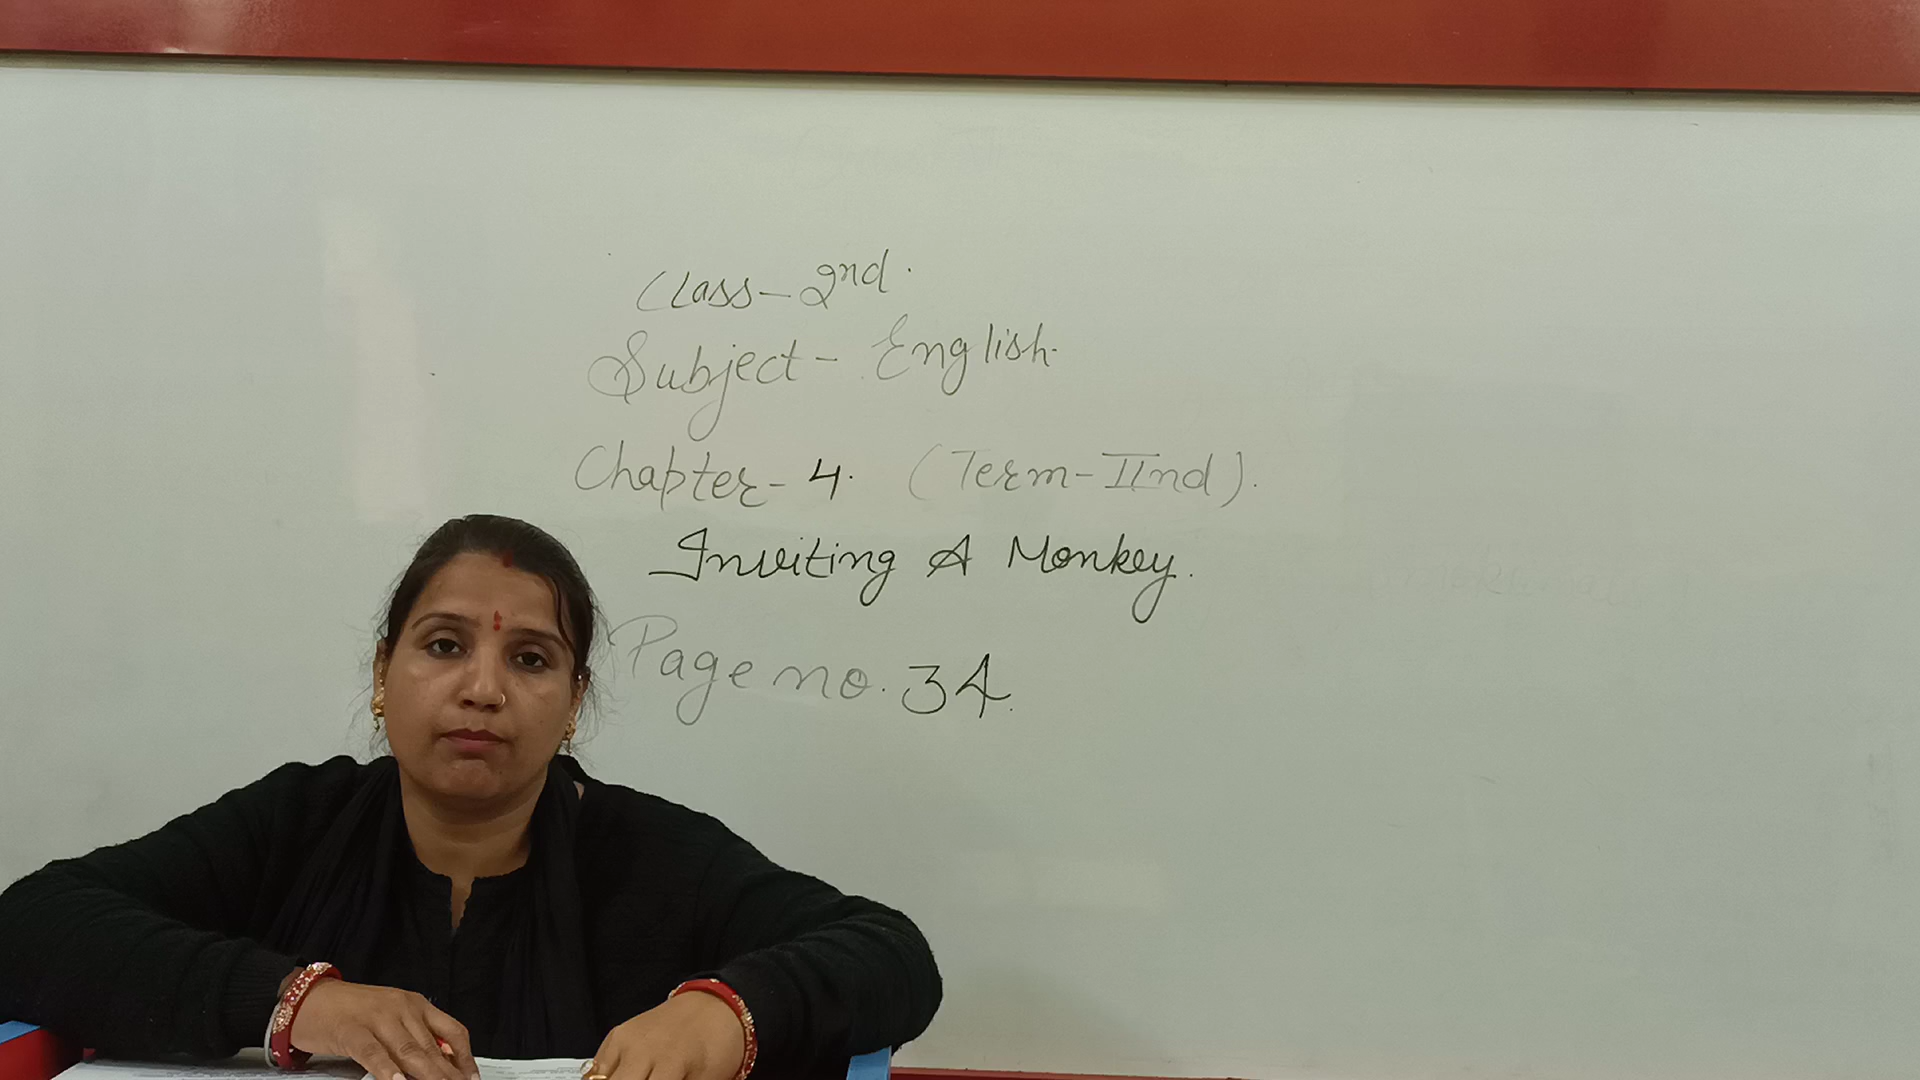 Class-2nd.
Subject- English.
Chapter-4. (Term-IInd).
Inviting A Monkey.
Page no. 34.